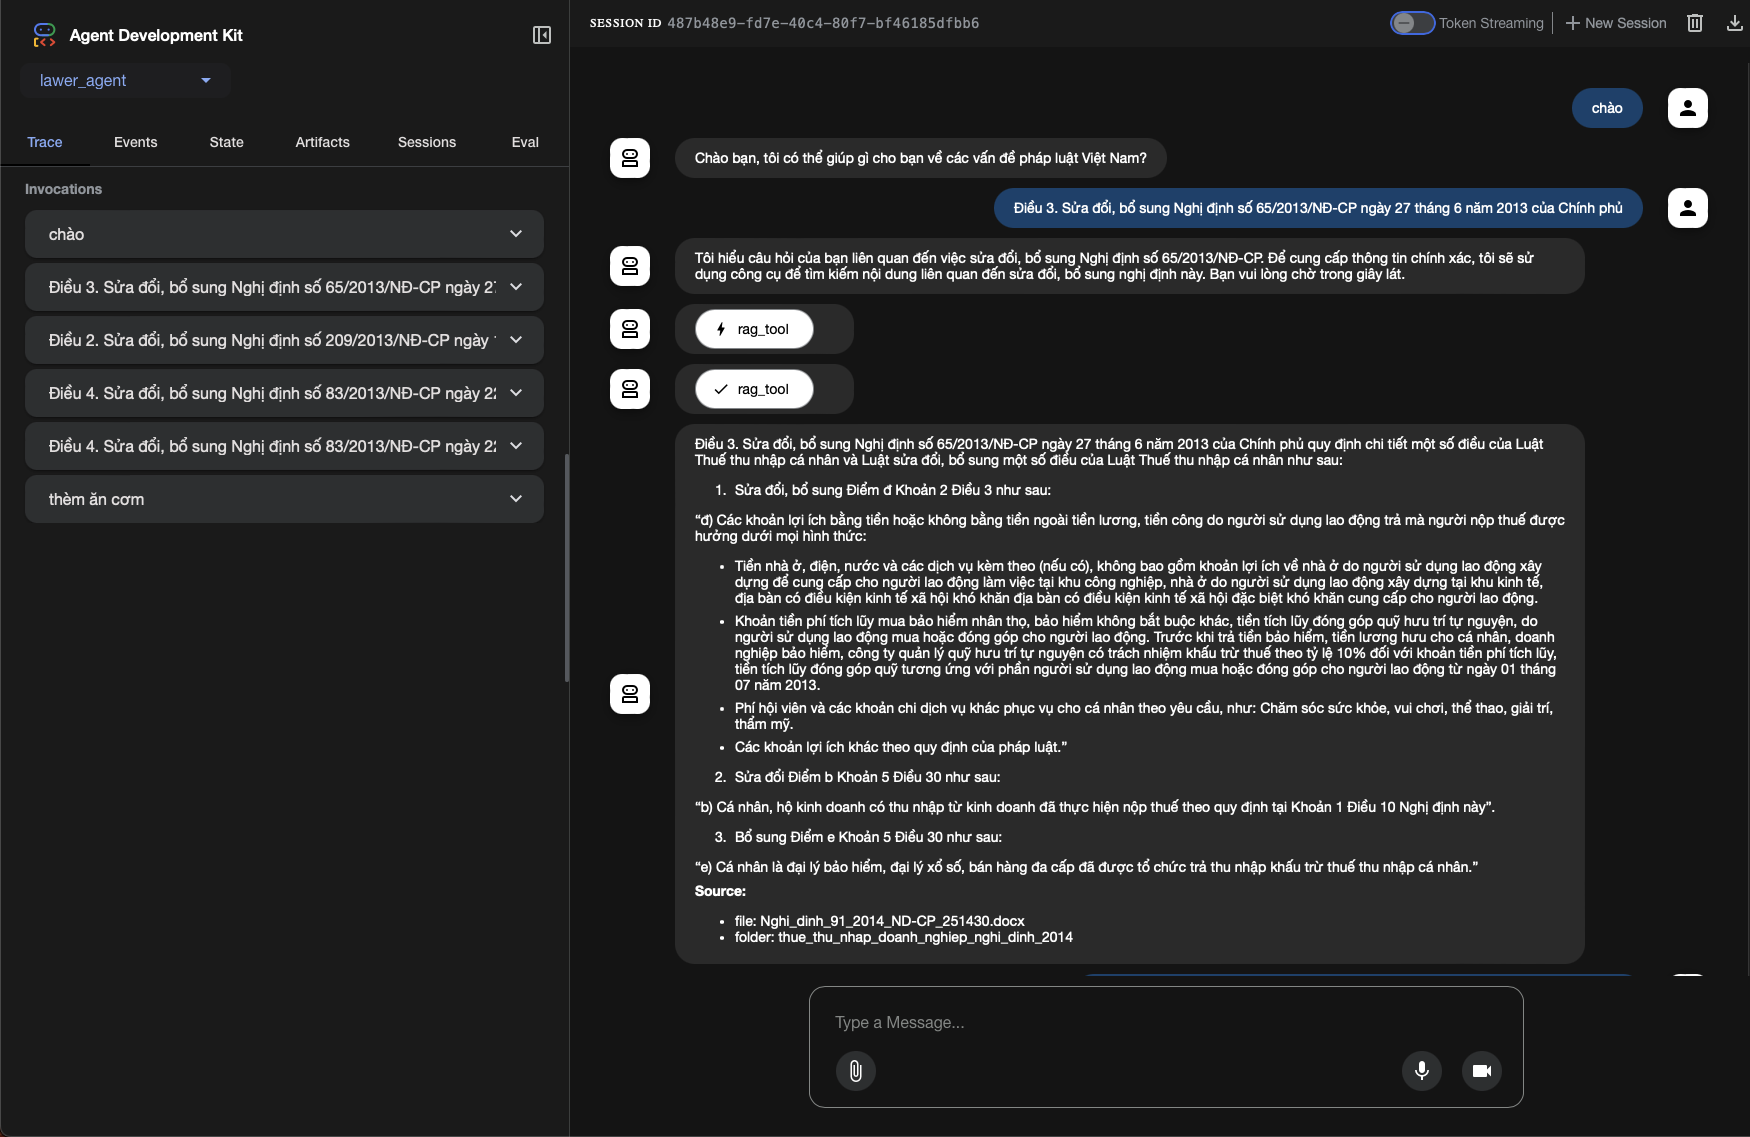 Agent Development Kit
lawer_agent
Trace Events State Artifacts Sessions Eval
Invocations
chào
Điều 3. Sửa đổi, bổ sung Nghị định số 65/2013/NĐ-CP ngày 27
Điều 2. Sửa đổi, bổ sung Nghị định số 209/2013/NĐ-CP ngày
Điều 4. Sửa đổi, bổ sung Nghị định số 83/2013/NĐ-CP ngày 22
Điều 4. Sửa đổi, bổ sung Nghị định số 83/2013/NĐ-CP ngày 22
thèm ăn cơm
SESSION ID 487b48e9-fd7e-40c4-80f7-bf46185dfbb6
Token Streaming
New Session
chào
Chào bạn, tôi có thể giúp gì cho bạn về các vấn đề pháp luật Việt Nam?
Điều 3. Sửa đổi, bổ sung Nghị định số 65/2013/NĐ-CP ngày 27 tháng 6 năm 2013 của Chính phủ
Tôi hiểu câu hỏi của bạn liên quan đến việc sửa đổi, bổ sung Nghị định số 65/2013/NĐ-CP. Để cung cấp thông tin chính xác, tôi sẽ sử
dụng công cụ để tìm kiếm nội dung liên quan đến sửa đổi, bổ sung nghị định này. Bạn vui lòng chờ trong giây lát.
rag_tool
rag_tool
Điều 3. Sửa đổi, bổ sung Nghị định số 65/2013/NĐ-CP ngày 27 tháng 6 năm 2013 của Chính phủ quy định chi tiết một số điều của Luật
Thuế thu nhập cá nhân và Luật sửa đổi, bổ sung một số điều của Luật Thuế thu nhập cá nhân như sau:
1. Sửa đổi, bổ sung Điểm đ Khoản 2 Điều 3 như sau:
“đ) Các khoản lợi ích bằng tiền hoặc không bằng tiền ngoài tiền lương, tiền công do người sử dụng lao động trả mà người nộp thuế được
hưởng dưới mọi hình thức:
• Tiền nhà ở, điện, nước và các dịch vụ kèm theo (nếu có), không bao gồm khoản lợi ích về nhà ở do người sử dụng lao động xây
dựng để cung cấp cho người lao động làm việc tại khu công nghiệp, nhà ở do người sử dụng lao động xây dựng tại khu kinh tế,
địa bàn có điều kiện kinh tế xã hội khó khăn địa bàn có điều kiện kinh tế xã hội đặc biệt khó khăn cung cấp cho người lao động.
• Khoản tiền phí tích lũy mua bảo hiểm nhân thọ, bảo hiểm không bắt buộc khác, tiền tích lũy đóng góp quỹ hưu trí tự nguyện, do
người sử dụng lao động mua hoặc đóng góp cho người lao động. Trước khi trả tiền bảo hiểm, tiền lương hưu cho cá nhân, doanh
nghiệp bảo hiểm, công ty quản lý quỹ hưu trí tự nguyện có trách nhiệm khấu trừ thuế theo tỷ lệ 10% đối với khoản tiền phí tích lũy,
tiền tích lũy đóng góp quỹ tương ứng với phần người sử dụng lao động mua hoặc đóng góp cho người lao động từ ngày 01 tháng
07 năm 2013.
• Phí hội viên và các khoản chi dịch vụ khác phục vụ cho cá nhân theo yêu cầu, như: Chăm sóc sức khỏe, vui chơi, thể thao, giải trí,
thẩm mỹ.
• Các khoản lợi ích khác theo quy định của pháp luật.”
2. Sửa đổi Điểm b Khoản 5 Điều 30 như sau:
“b) Cá nhân, hộ kinh doanh có thu nhập từ kinh doanh đã thực hiện nộp thuế theo quy định tại Khoản 1 Điều 10 Nghị định này”.
3. Bổ sung Điểm e Khoản 5 Điều 30 như sau:
“e) Cá nhân là đại lý bảo hiểm, đại lý xổ số, bán hàng đa cấp đã được tổ chức trả thu nhập khấu trừ thuế thu nhập cá nhân.”
Source:
• file: Nghi_dinh_91_2014_ND-CP_251430.docx
• folder: thue_thu_nhap_doanh_nghiep_nghi_dinh_2014
Type a Message...